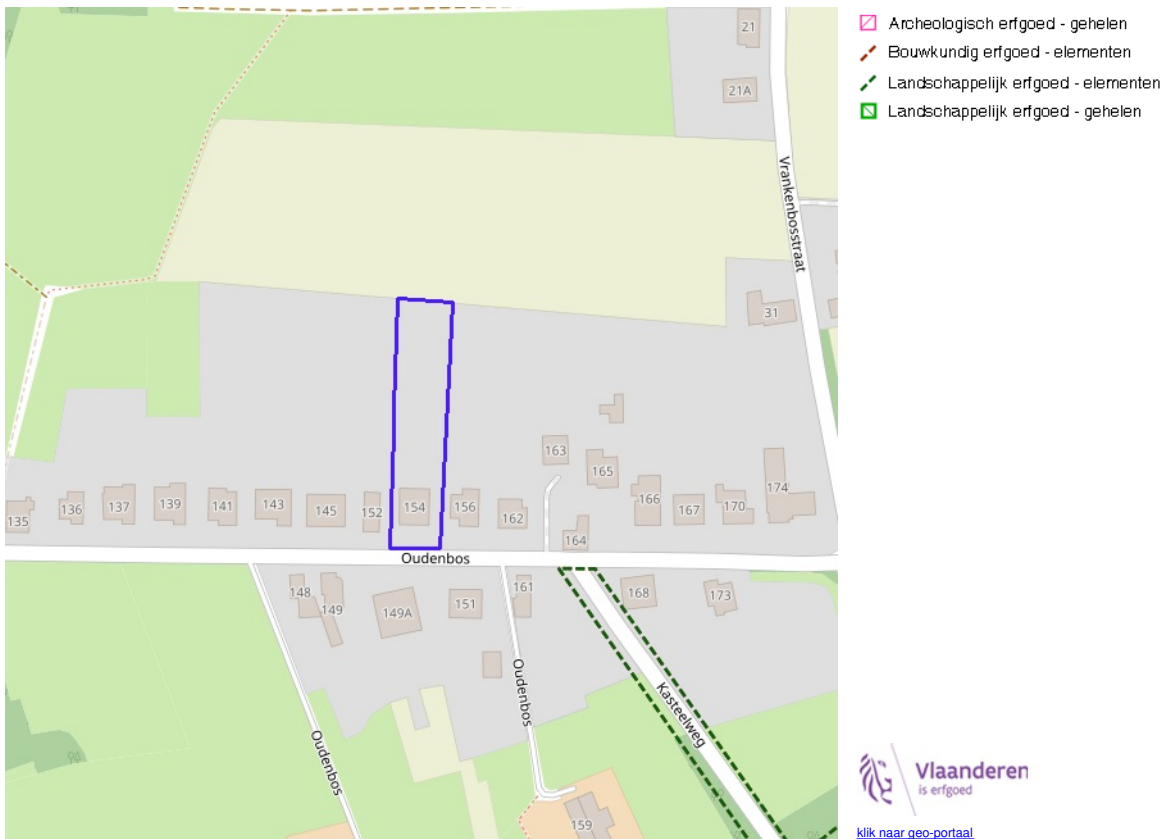 21
21A
Vrankenbosstraat
31
163
165
166
167
170
174
135
136
137
139
141
143
145
152
154
156
162
164
Oudenbos
148
149
149A
151
161
168
173
Oudenbos
Oudenbos
Kasteelweg
159
Archeologisch erfgoed - gehelen
Bouwkundig erfgoed - elementen
Landschappelijk erfgoed - elementen
Landschappelijk erfgoed - gehelen
Vlaanderen
is erfgoed
klik naar geo-portaal